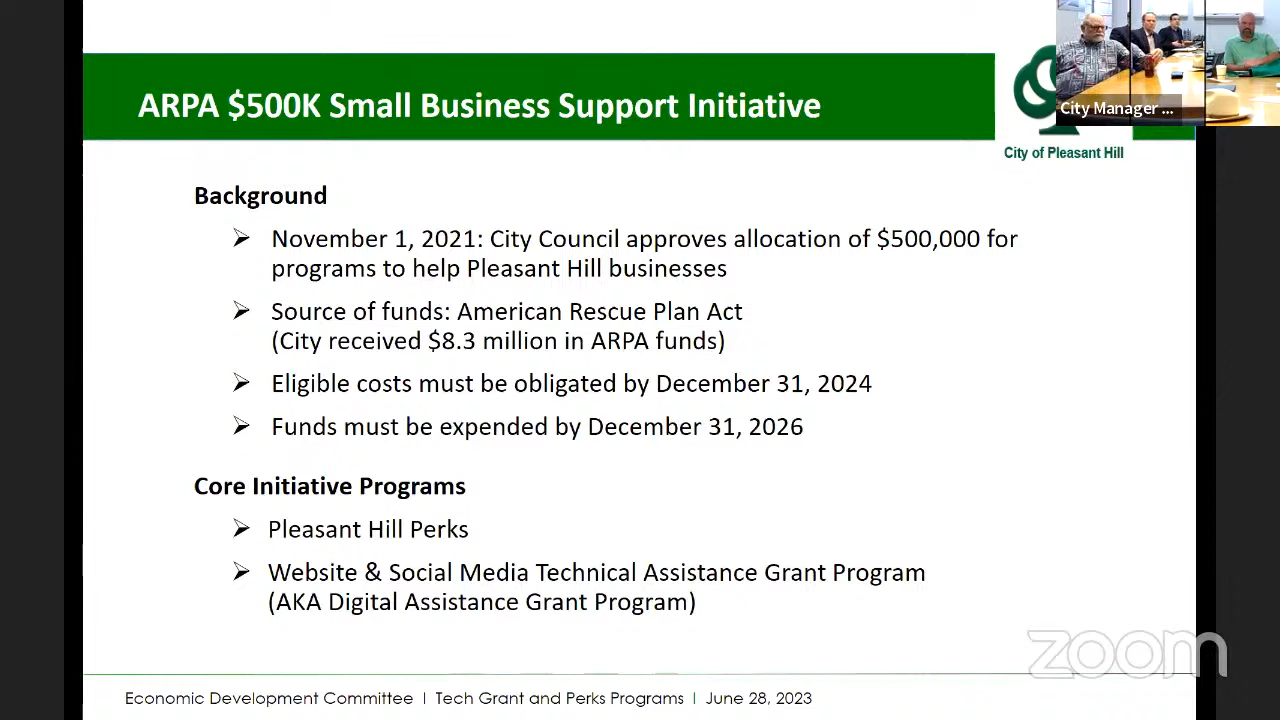 ARPA $500K Small Business Support Initiative
City Manager ...
City of Pleasant Hill
Background
November 1, 2021: City Council approves allocation of $500,000 for
programs to help Pleasant Hill businesses
Source of funds: American Rescue Plan Act
(City received $8.3 million in ARPA funds)
Eligible costs must be obligated by December 31, 2024
Funds must be expended by December 31, 2026
Core Initiative Programs
Pleasant Hill Perks
Website & Social Media Technical Assistance Grant Program
(AKA Digital Assistance Grant Program)
zoom
Economic Development Committee | Tech Grant and Perks Programs | June 28, 2023